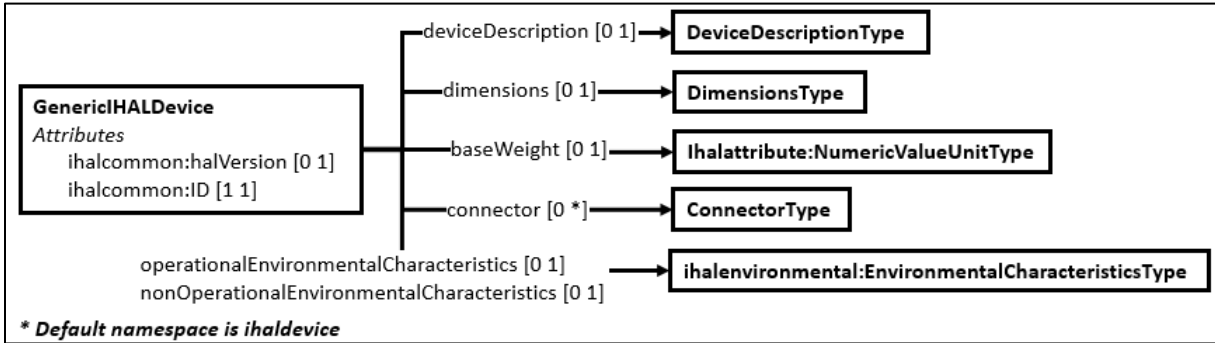 deviceDescription [0 1]
DeviceDescriptionType
GenericIHALDevice
Attributes
ihalcommon:halVersion [0 1]
ihalcommon:ID [1 1]
dimensions [0 1]
DimensionsType
baseWeight [0 1]
Ihalattribute:NumericValueUnitType
connector [0 *]
ConnectorType
operationalEnvironmentalCharacteristics [0 1]
nonOperationalEnvironmentalCharacteristics [0 1]
ihalenvironmental:EnvironmentalCharacteristicsType
* Default namespace is ihaldevice